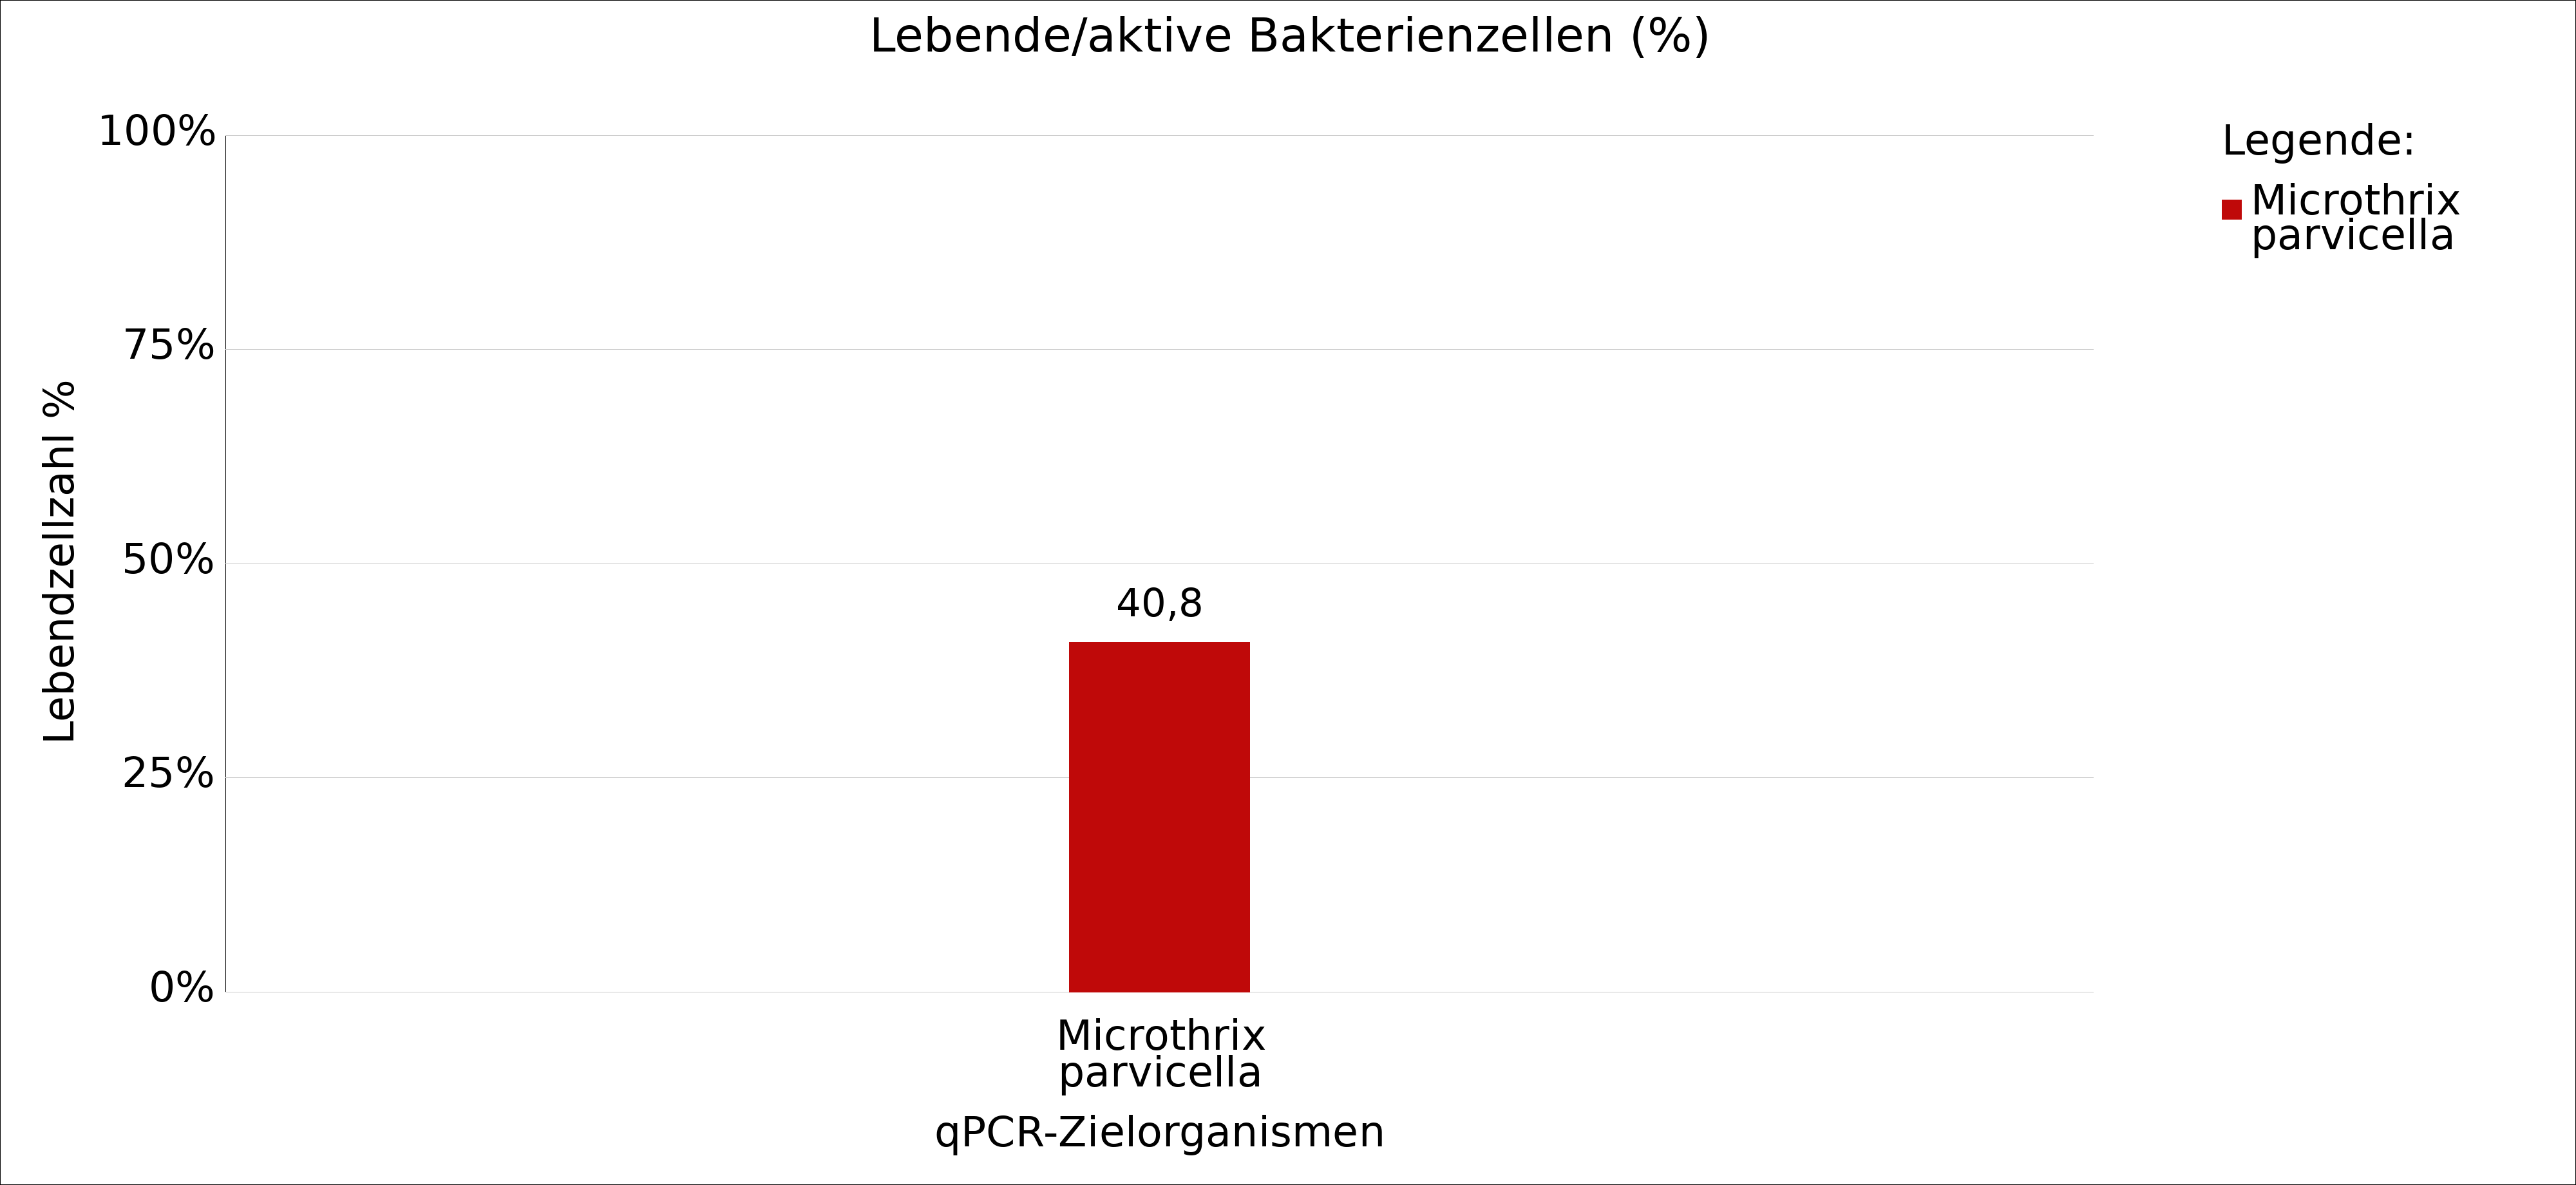 Lebende/aktive Bakterienzellen (%)
100%
75%
50%
25%
0%
Lebendzellzahl %
40,8
Microthrix
parvicella
qPCR-Zielorganismen
Legende:
Microthrix
parvicella